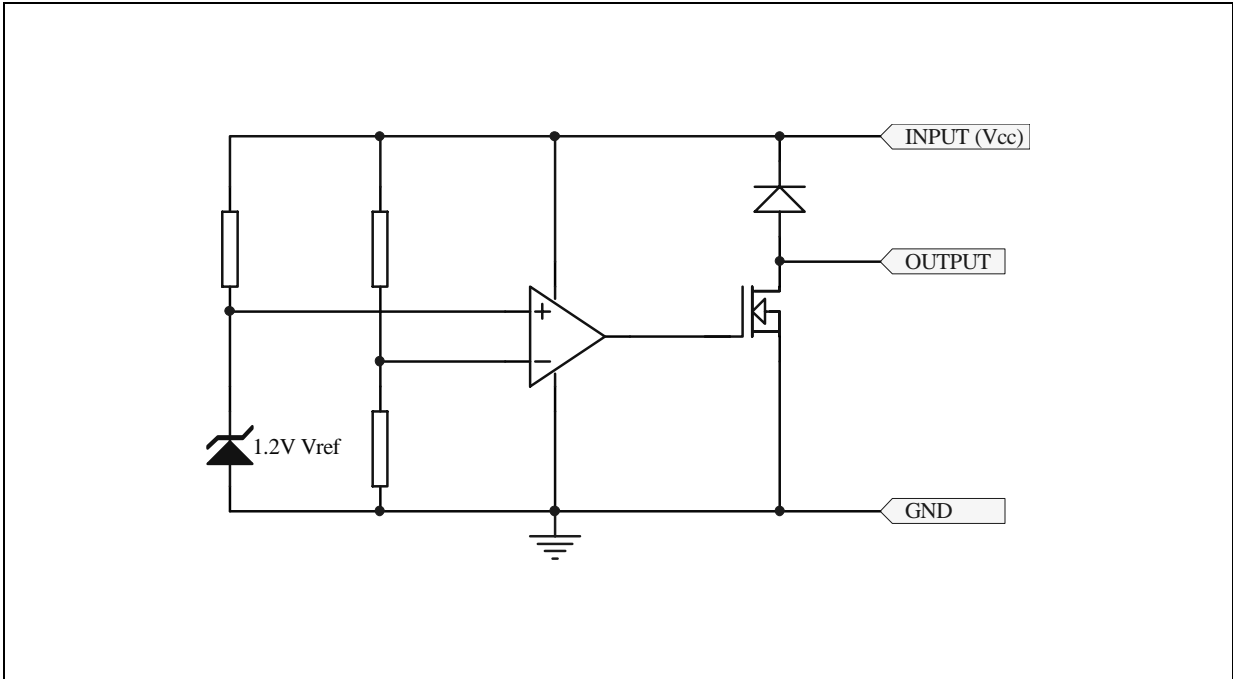 INPUT (Vcc)
OUTPUT
+
−
1.2V Vref
GND